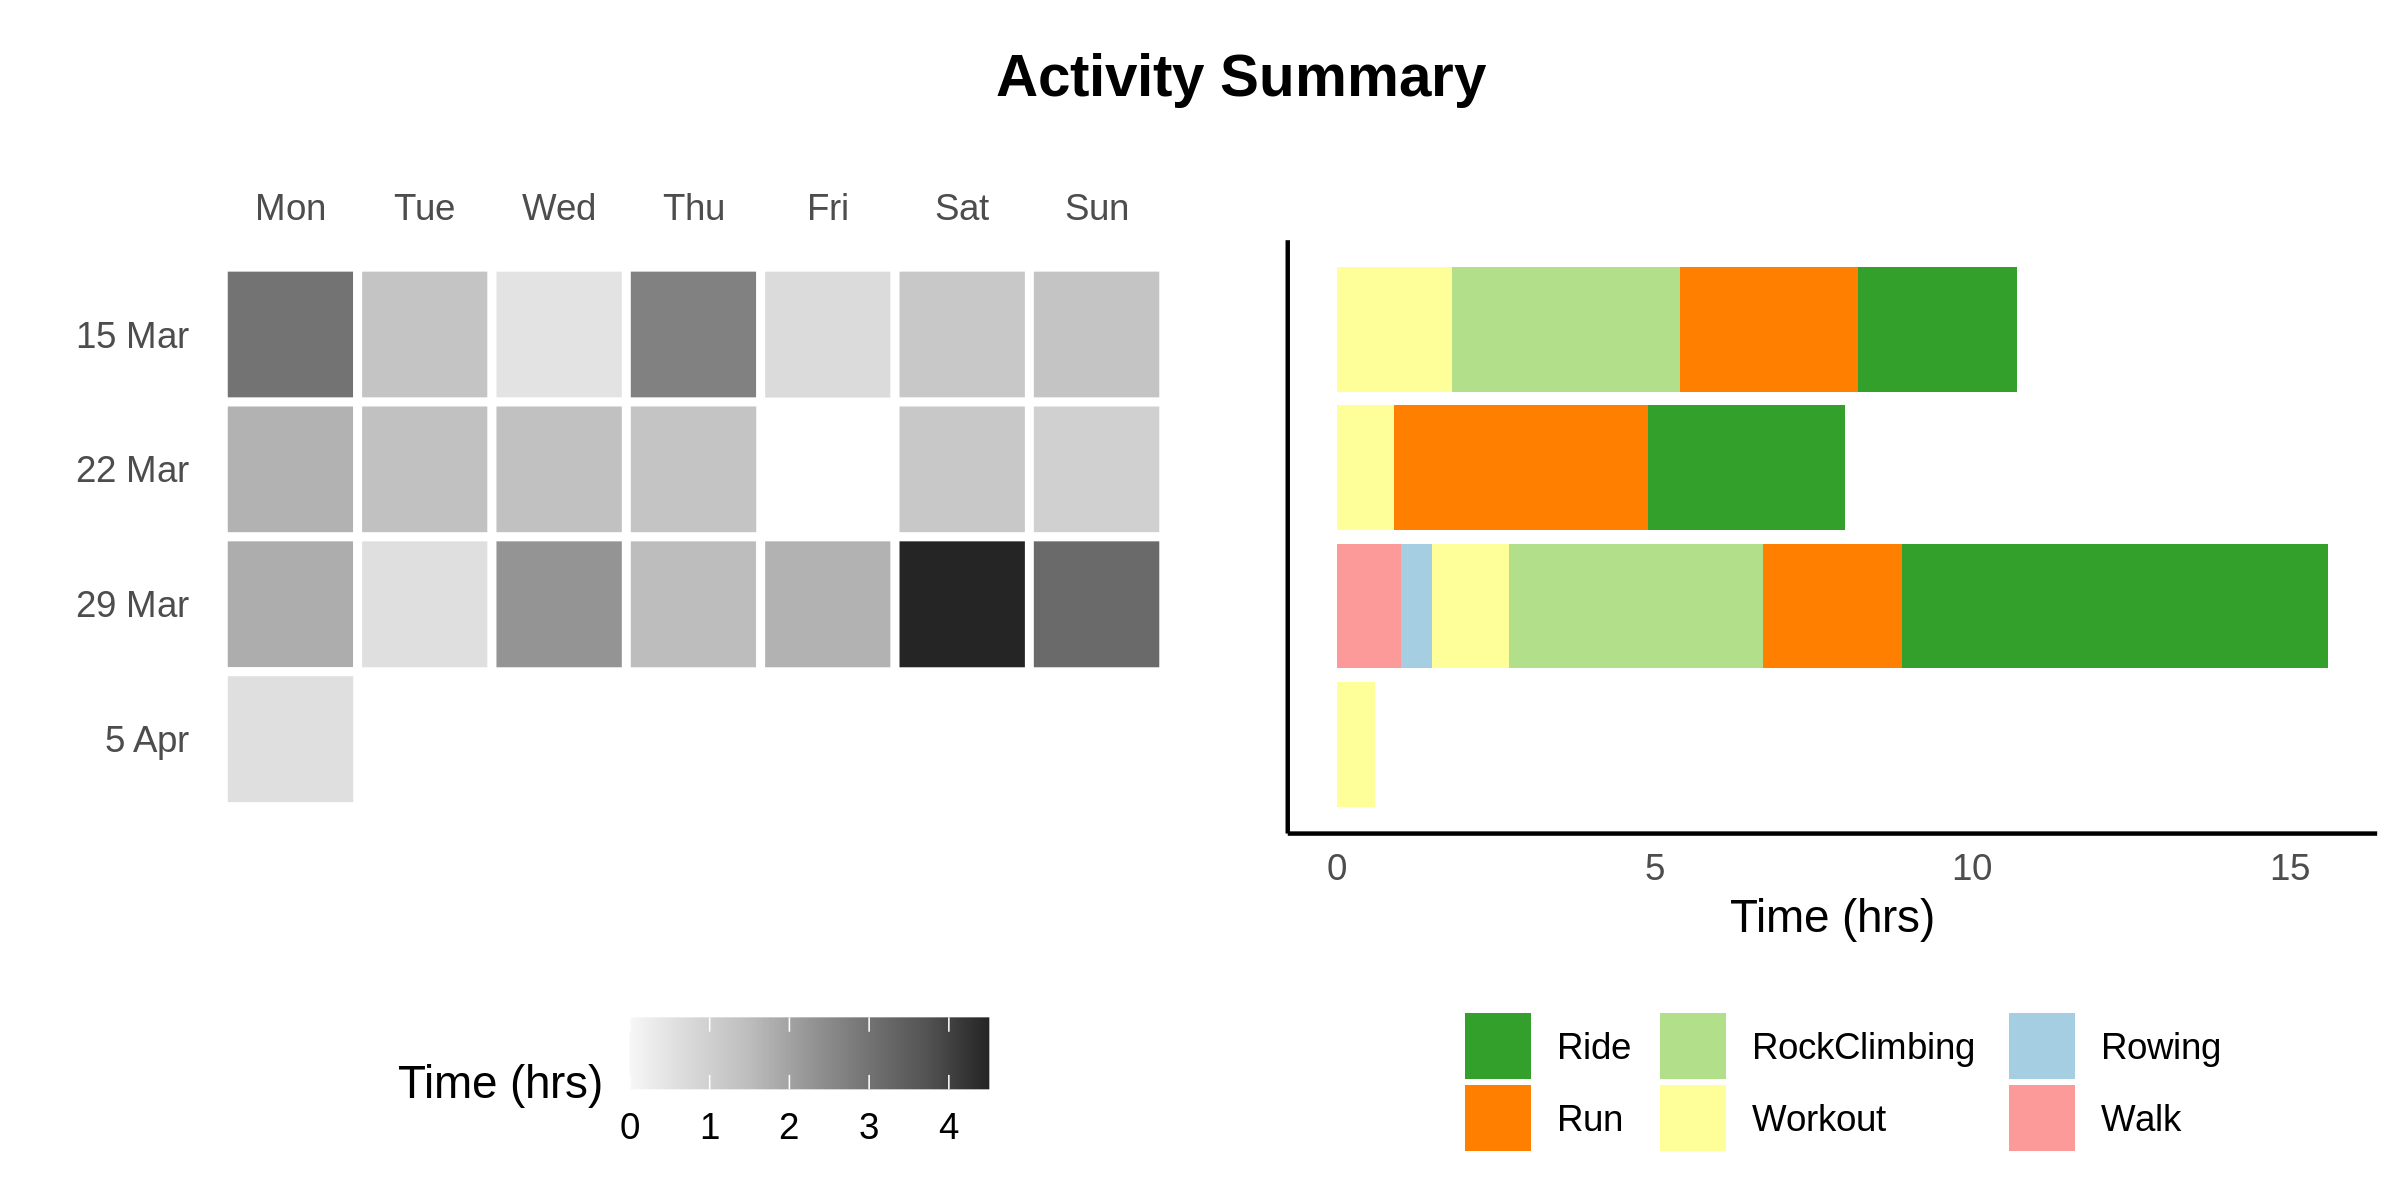 Activity Summary
Mon Tue Wed Thu Fri Sat Sun
15 Mar
22 Mar
29 Mar
5 Apr
0 5 10 15
Time (hrs)
Time (hrs)
0 1 2 3 4
Ride RockClimbing Rowing
Run Workout Walk